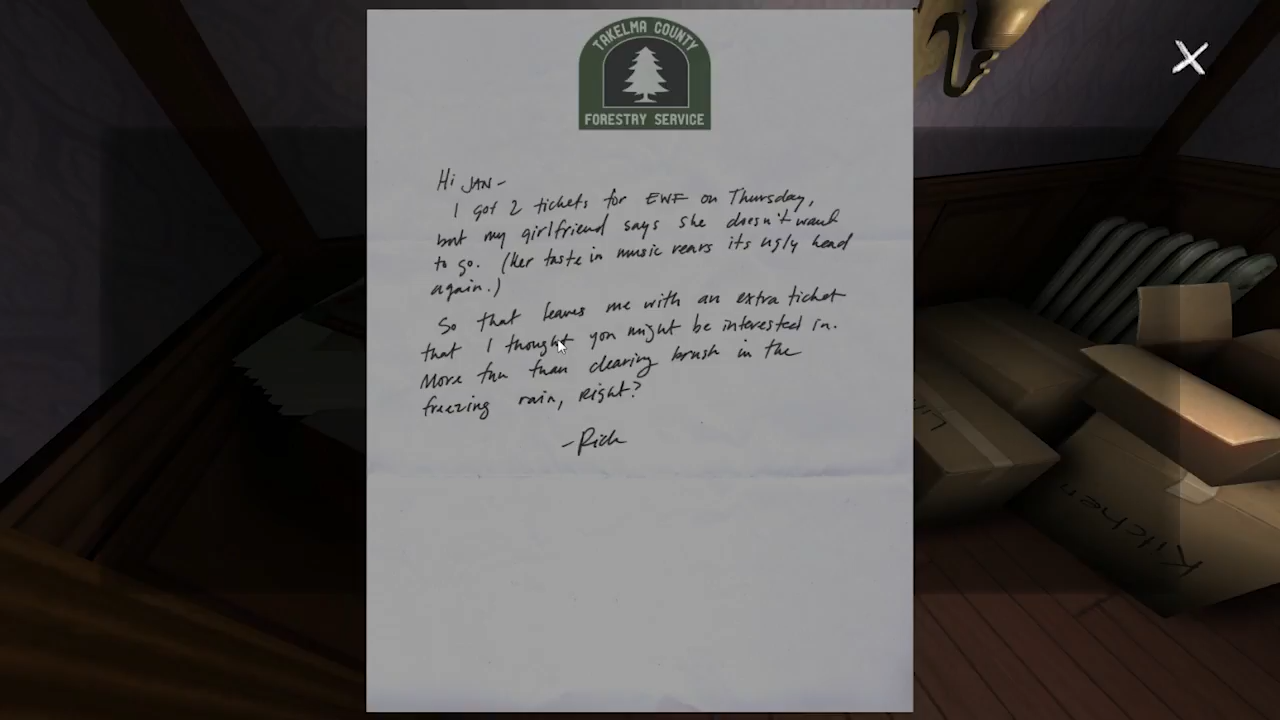 TAKELMA COUNTY
FORESTRY SERVICE
Hi JAN-
I got 2 tickets for EWF on Thursday,
but my girlfriend says she doesn't want
to go. (Her taste in music rears its ugly head
again.)
So that leaves me with an extra ticket
that I thought you might be interested in.
More fun than clearing brush in the
freezing rain, right?
-Rick
Kitchen